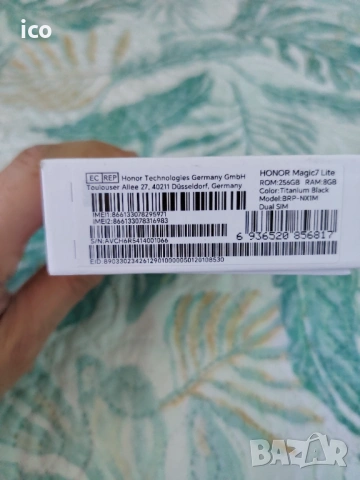 ico
EC REP Honor Technologies Germany GmbH
Toulouser Allee 27, 40211 Düsseldorf, Germany
IMEI1:866133078295971
IMEI2:866133078316983
S/N:AVCH6R5414001066
EID 89033023426129010000050120108530
HONOR Magic7 Lite
ROM:256GB RAM:8GB
Color:Titanium Black
Model:BRP-NX1M
Dual SIM
6 936520 856817
BAZAR